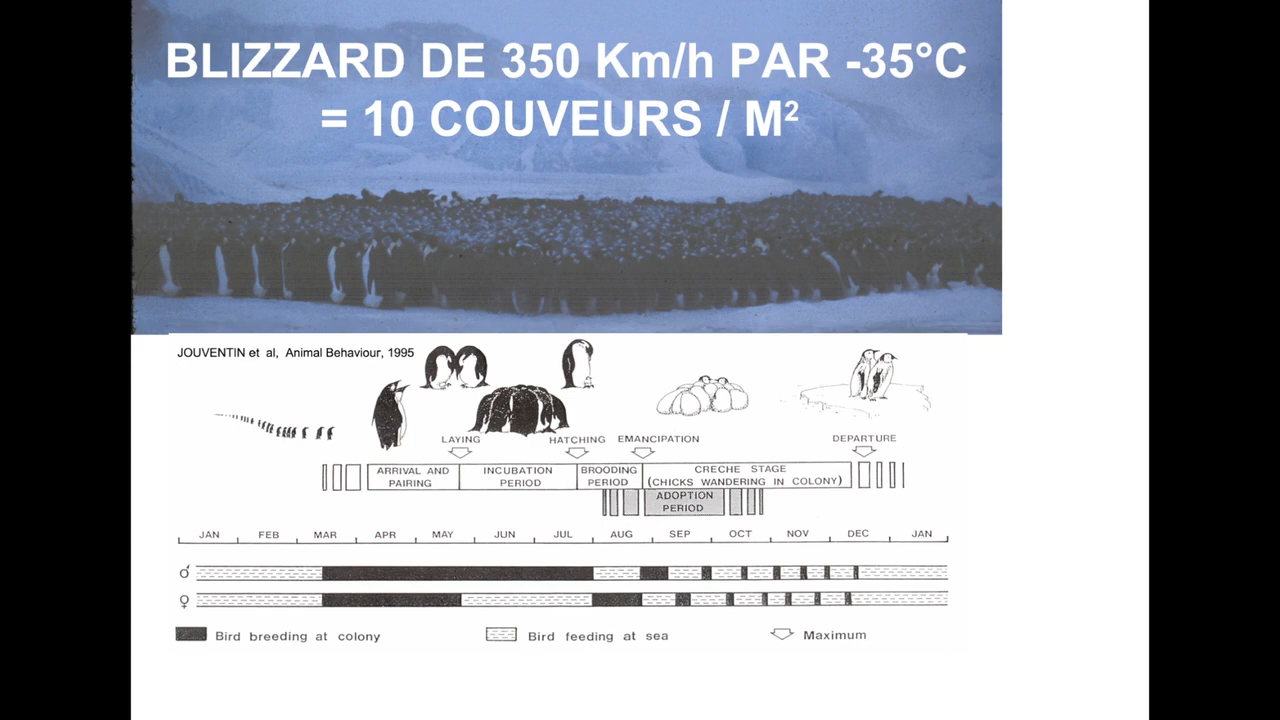 BLIZZARD DE 350 Km/h PAR -35°C
= 10 COUVEURS / M²
JOUVENTIN et al, Animal Behaviour, 1995
LAYING
HATCHING
EMANCIPATION
DEPARTURE
ARRIVAL AND
PAIRING
INCUBATION
PERIOD
BROODING
PERIOD
CRECHE STAGE
(CHICKS WANDERING IN COLONY)
ADOPTION
PERIOD
JAN FEB MAR APR MAY JUN JUL AUG SEP OCT NOV DEC JAN
♂
♀
Bird breeding at colony
Bird feeding at sea
Maximum